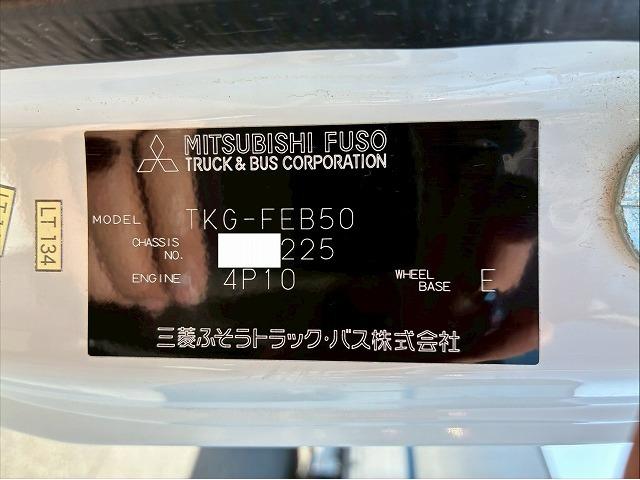 MITSUBISHI FUSO
TRUCK & BUS CORPORATION
MODEL TKG-FEB50
CHASSIS NO. 225
ENGINE 4P10
WHEEL BASE E
三菱ふそうトラック・バス株式会社
LT 134